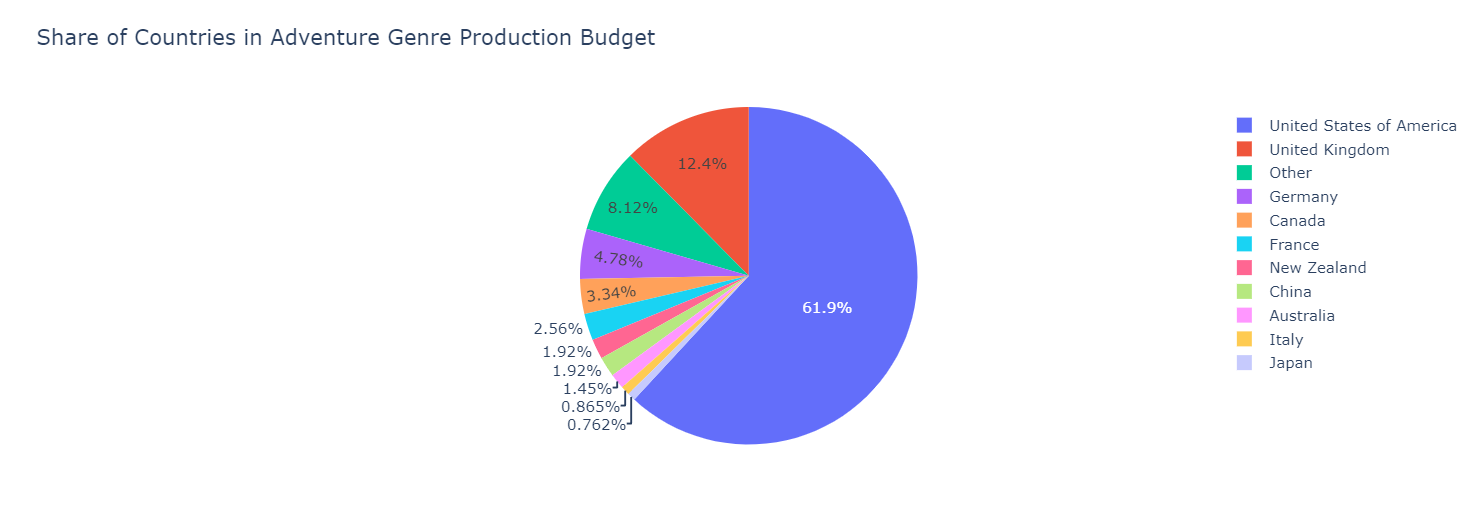 Share of Countries in Adventure Genre Production Budget
12.4%
8.12%
4.78%
3.34%
61.9%
2.56%
1.92%
1.92%
1.45%
0.865%
0.762%
United States of America
United Kingdom
Other
Germany
Canada
France
New Zealand
China
Australia
Italy
Japan